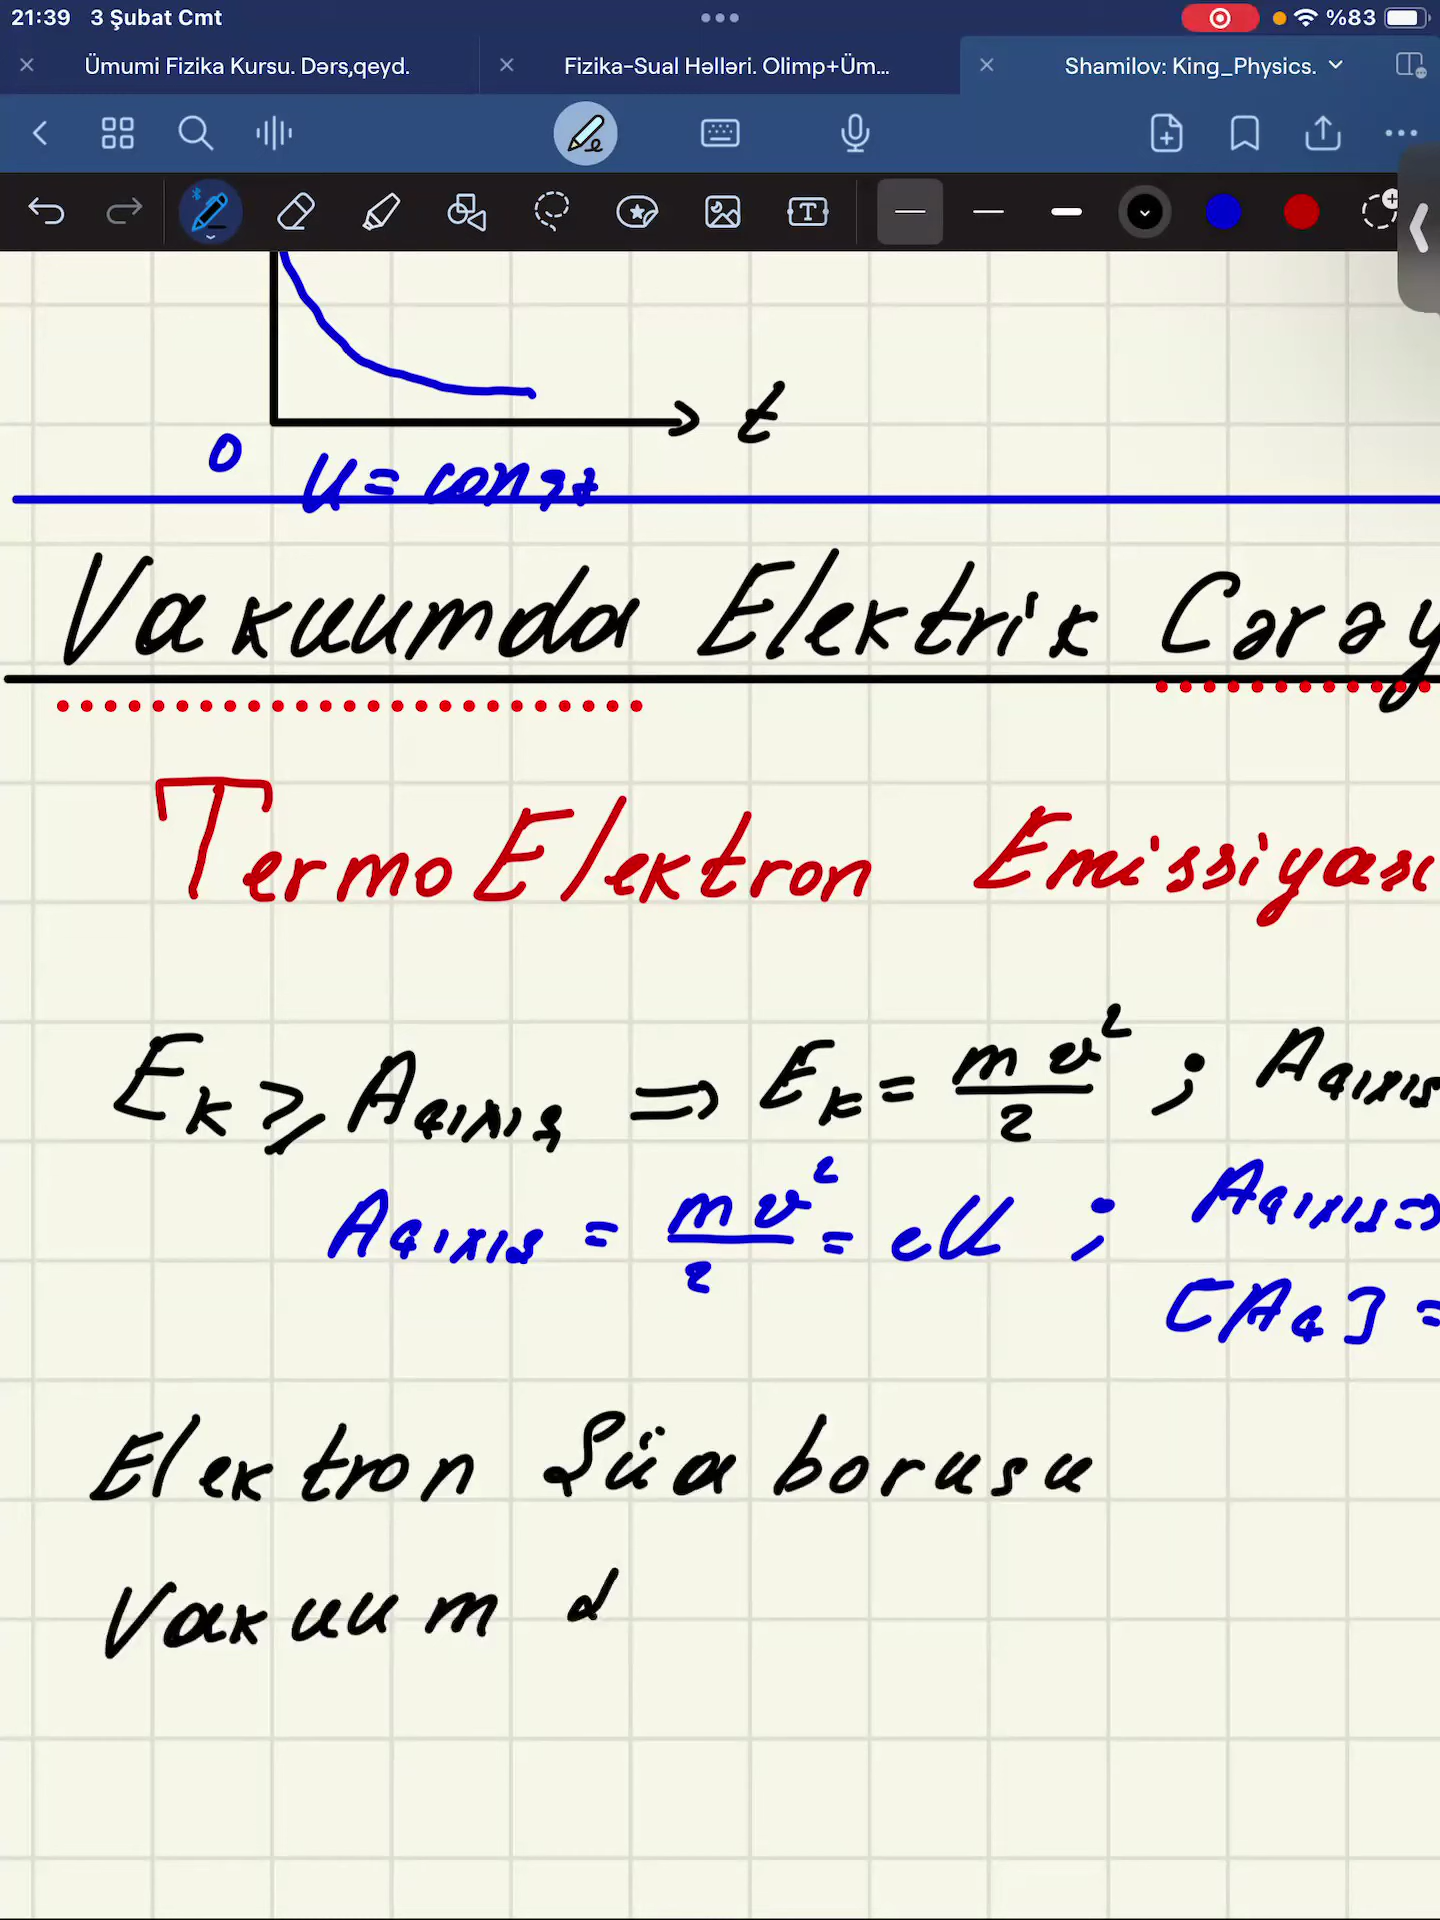 21:39 3 Şubat Cmt %83
Ümumi Fizika Kursu. Dərs,qeyd. Fizika-Sual Həlləri. Olimp+Üm... Shamilov: King_Physics.
t
0 U = const
Vakuumda Elektrik Cərəy
TermoElektron Emissiyası
Eₖ ⩾ Açıxış ⇒ Eₖ = mv²/2 ; Açıxış
Açıxış = mv²/2 = eU ; Açıxış ⇒
[Aç] =
Elektron Şüa borusu
Vakuum d